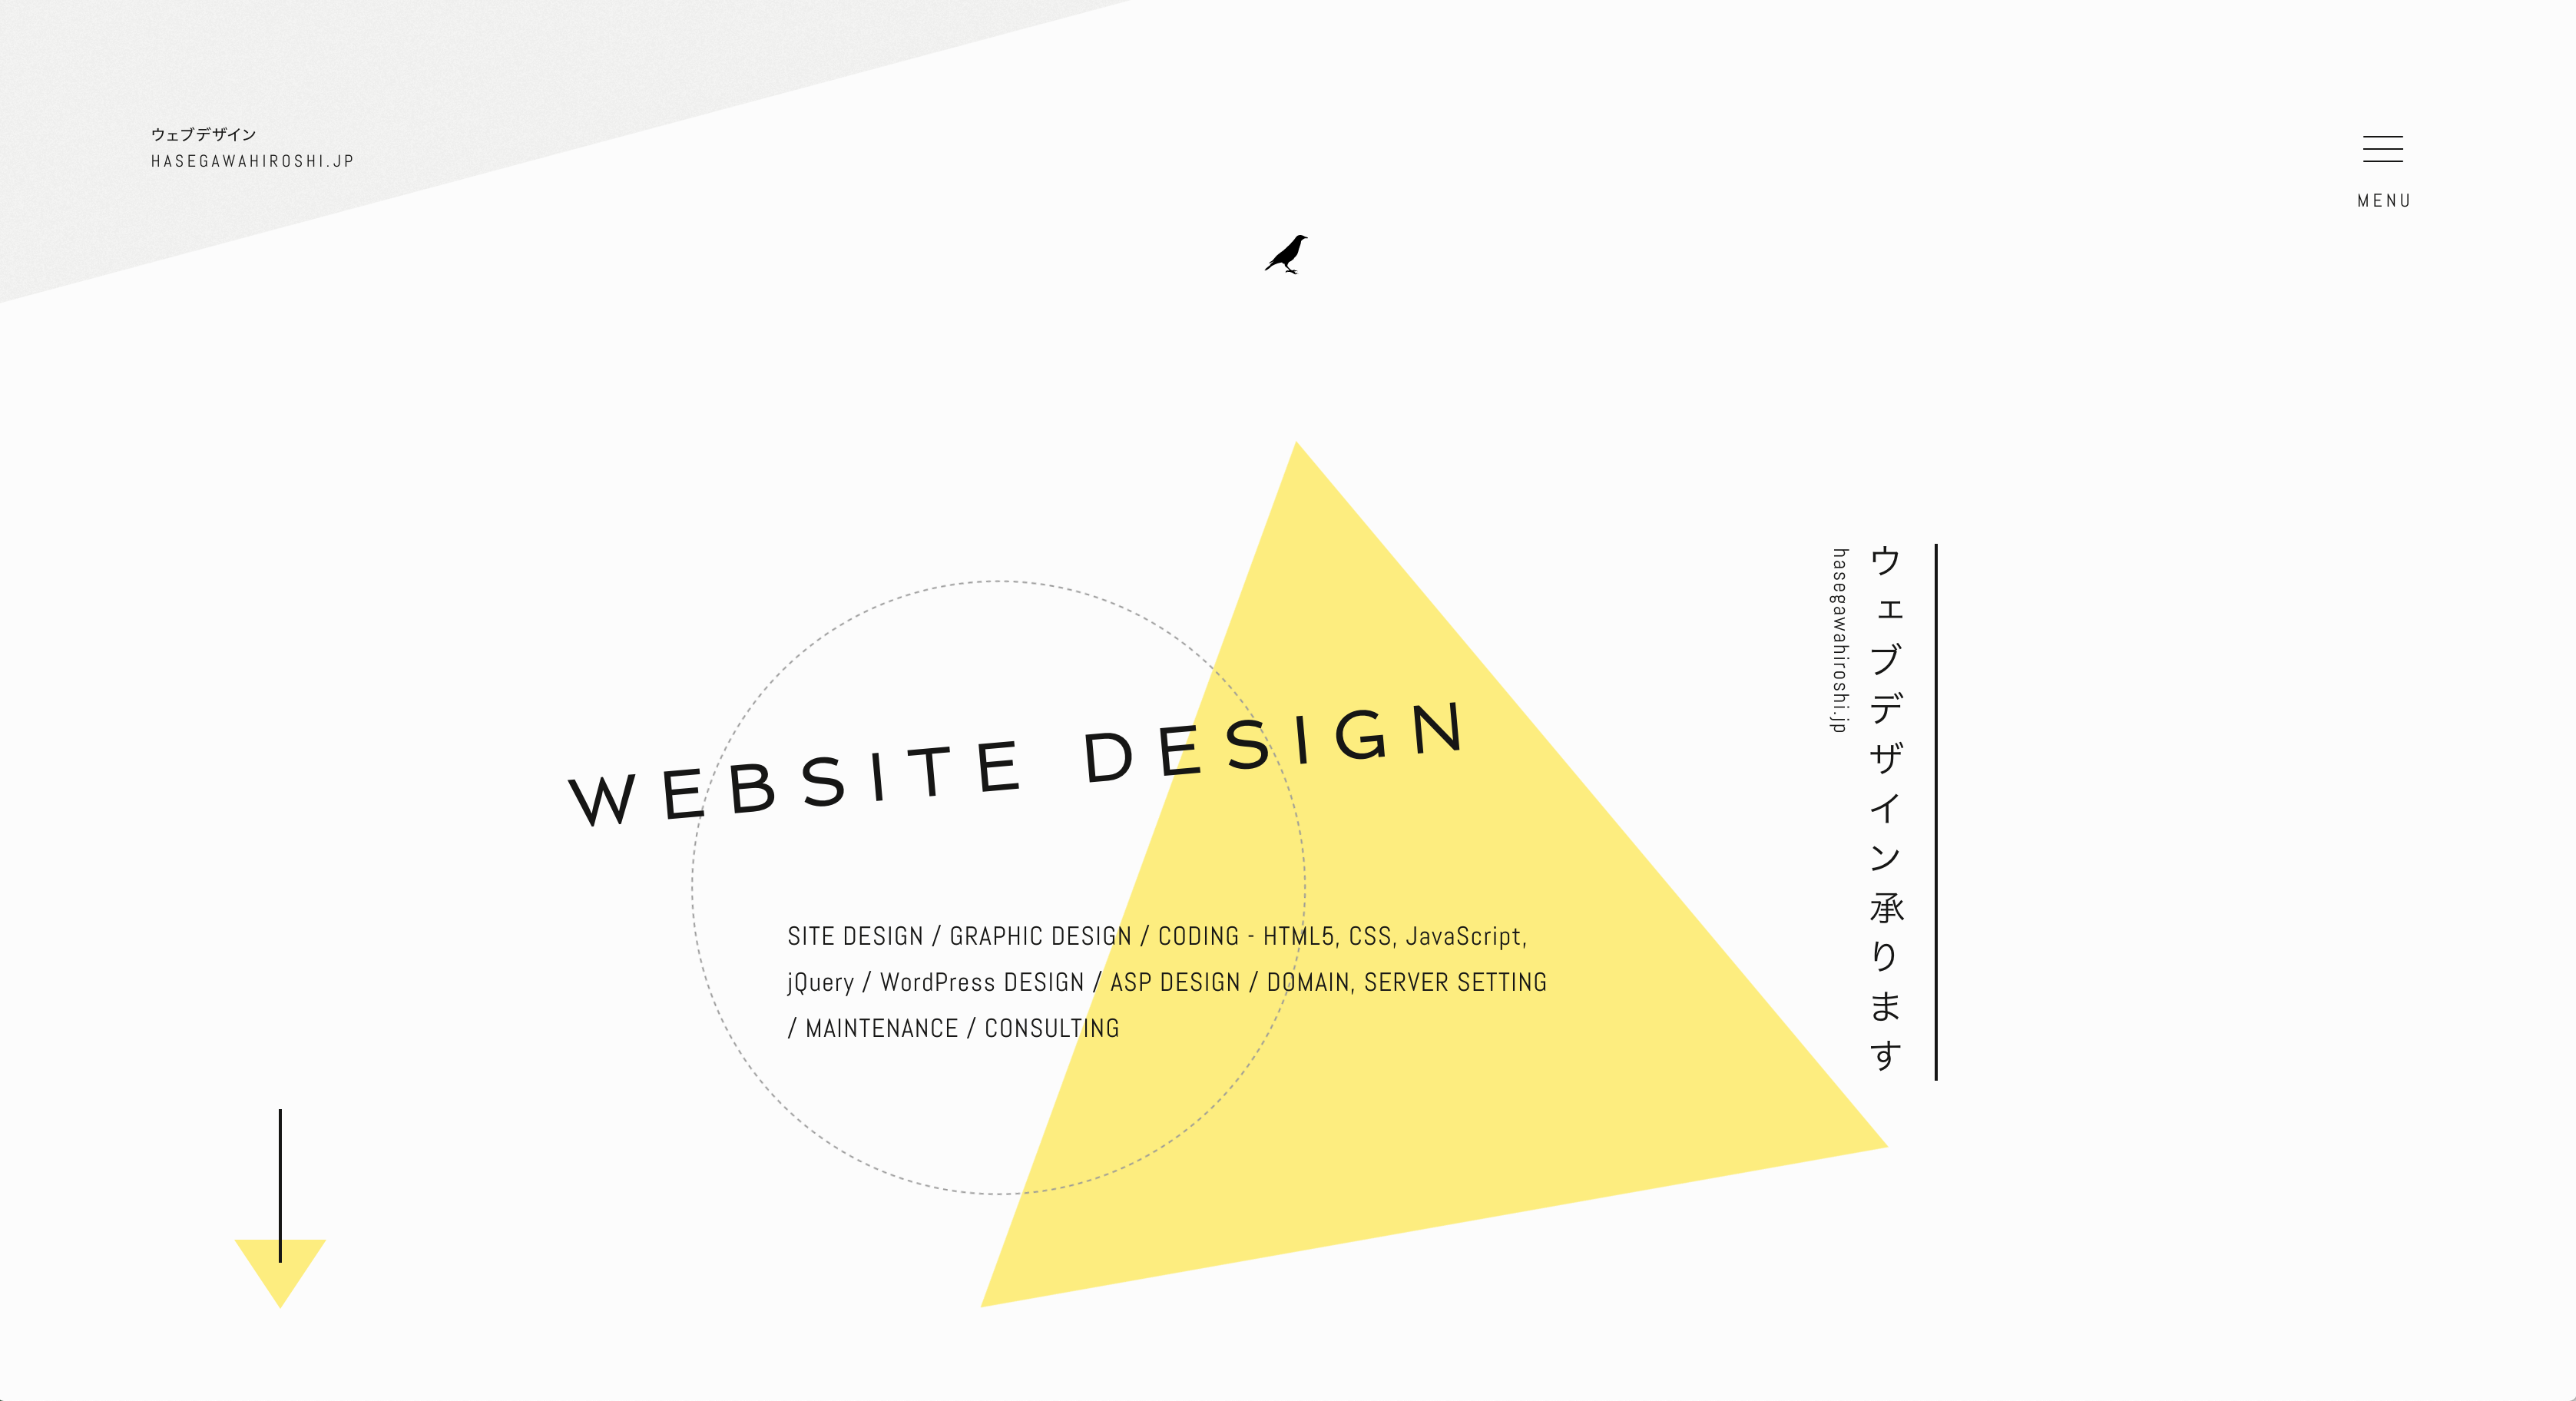 ウェブデザイン
HASEGAWAHIROSHI.JP
MENU
WEBSITE DESIGN
SITE DESIGN / GRAPHIC DESIGN / CODING - HTML5, CSS, JavaScript,
jQuery / WordPress DESIGN / ASP DESIGN / DOMAIN, SERVER SETTING
/ MAINTENANCE / CONSULTING
ウェブデザイン承ります
hasegawahiroshi.jp